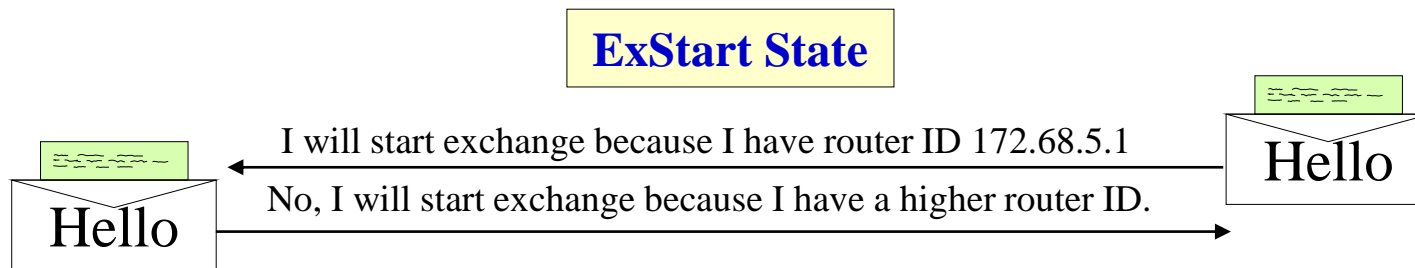 ExStart State
I will start exchange because I have router ID 172.68.5.1
Hello
No, I will start exchange because I have a higher router ID.
Hello